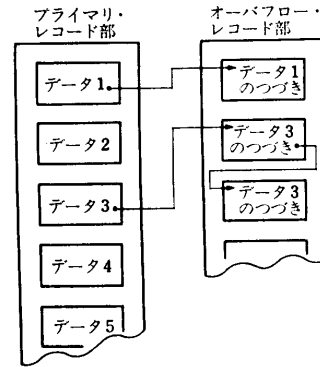 プライマリ・
レコード部
データ1
データ2
データ3
データ4
データ5
オーバフロー・
レコード部
データ1
のつづき
データ3
のつづき
データ3
のつづき